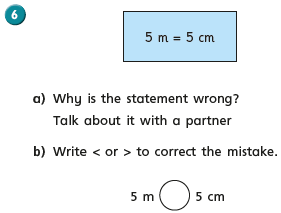 6
5 m = 5 cm
a) Why is the statement wrong?
Talk about it with a partner
b) Write < or > to correct the mistake.
5 m 5 cm